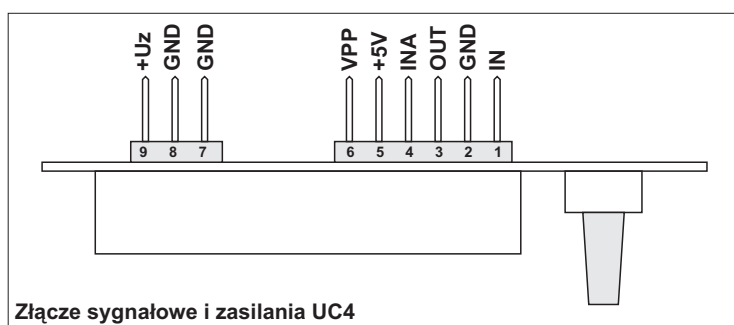 +Uz GND GND VPP +5V INA OUT GND IN
9 8 7 6 5 4 3 2 1
Złącze sygnałowe i zasilania UC4